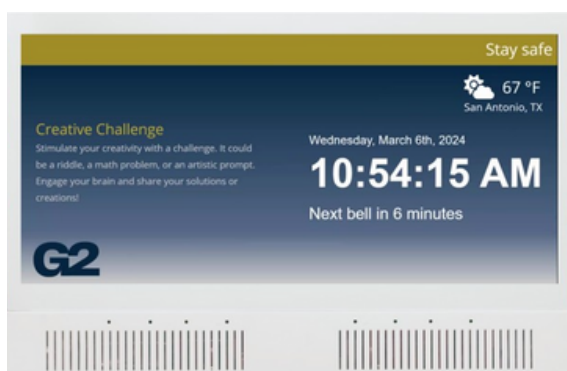 Stay safe
67 °F
San Antonio, TX
Creative Challenge
Stimulate your creativity with a challenge. It could
be a riddle, a math problem, or an artistic prompt.
Engage your brain and share your solutions or
creations!
Wednesday, March 6th, 2024
10:54:15 AM
Next bell in 6 minutes
G2